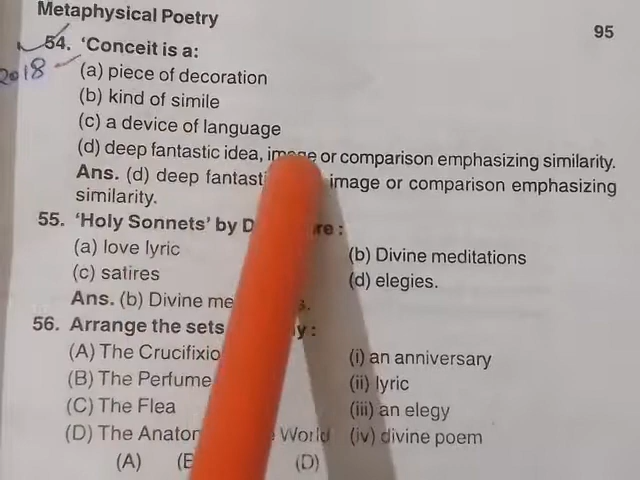 Metaphysical Poetry
95
54. 'Conceit is a:
2018
(a) piece of decoration
(b) kind of simile
(c) a device of language
(d) deep fantastic idea, image or comparison emphasizing similarity.
Ans. (d) deep fantasti image or comparison emphasizing
similarity.
55. 'Holy Sonnets' by D re :
(a) love lyric (b) Divine meditations
(c) satires (d) elegies.
Ans. (b) Divine me s.
56. Arrange the sets y :
(A) The Crucifixio (i) an anniversary
(B) The Perfume (ii) lyric
(C) The Flea (iii) an elegy
(D) The Anato World (iv) divine poem
(A) (D)